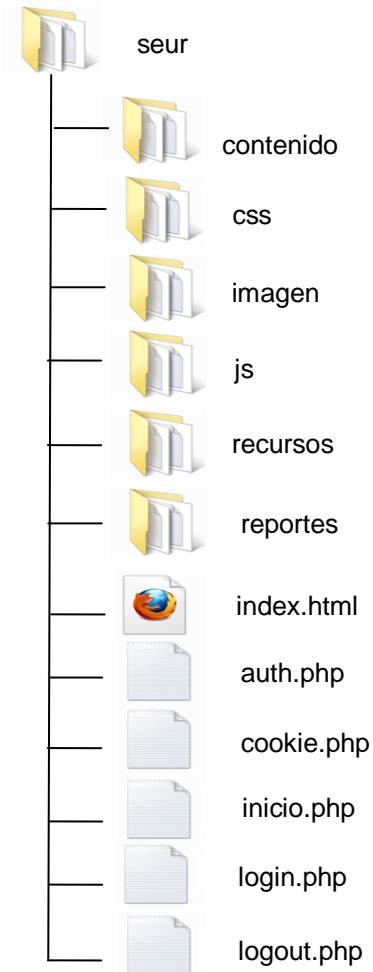 seur
contenido
css
imagen
js
recursos
reportes
index.html
auth.php
cookie.php
inicio.php
login.php
logout.php